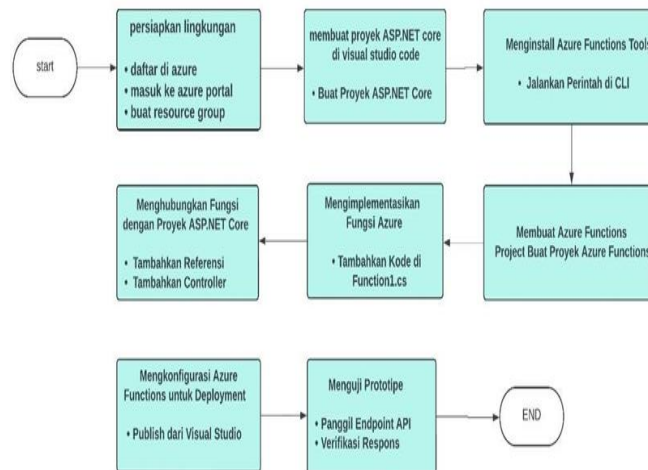 start
persiapkan lingkungan
• daftar di azure
• masuk ke azure portal
• buat resource group
membuat proyek ASP.NET core
di visual studio code
• Buat Proyek ASP.NET Core
Menginstall Azure Functions Tools
• Jalankan Perintah di CLI
Membuat Azure Functions
Project Buat Proyek Azure Functions
Mengimplementasikan
Fungsi Azure
• Tambahkan Kode di
Function1.cs
Menghubungkan Fungsi
dengan Proyek ASP.NET Core
• Tambahkan Referensi
• Tambahkan Controller
Mengkonfigurasi Azure
Functions untuk Deployment
• Publish dari Visual Studio
Menguji Prototipe
• Panggil Endpoint API
• Verifikasi Respons
END